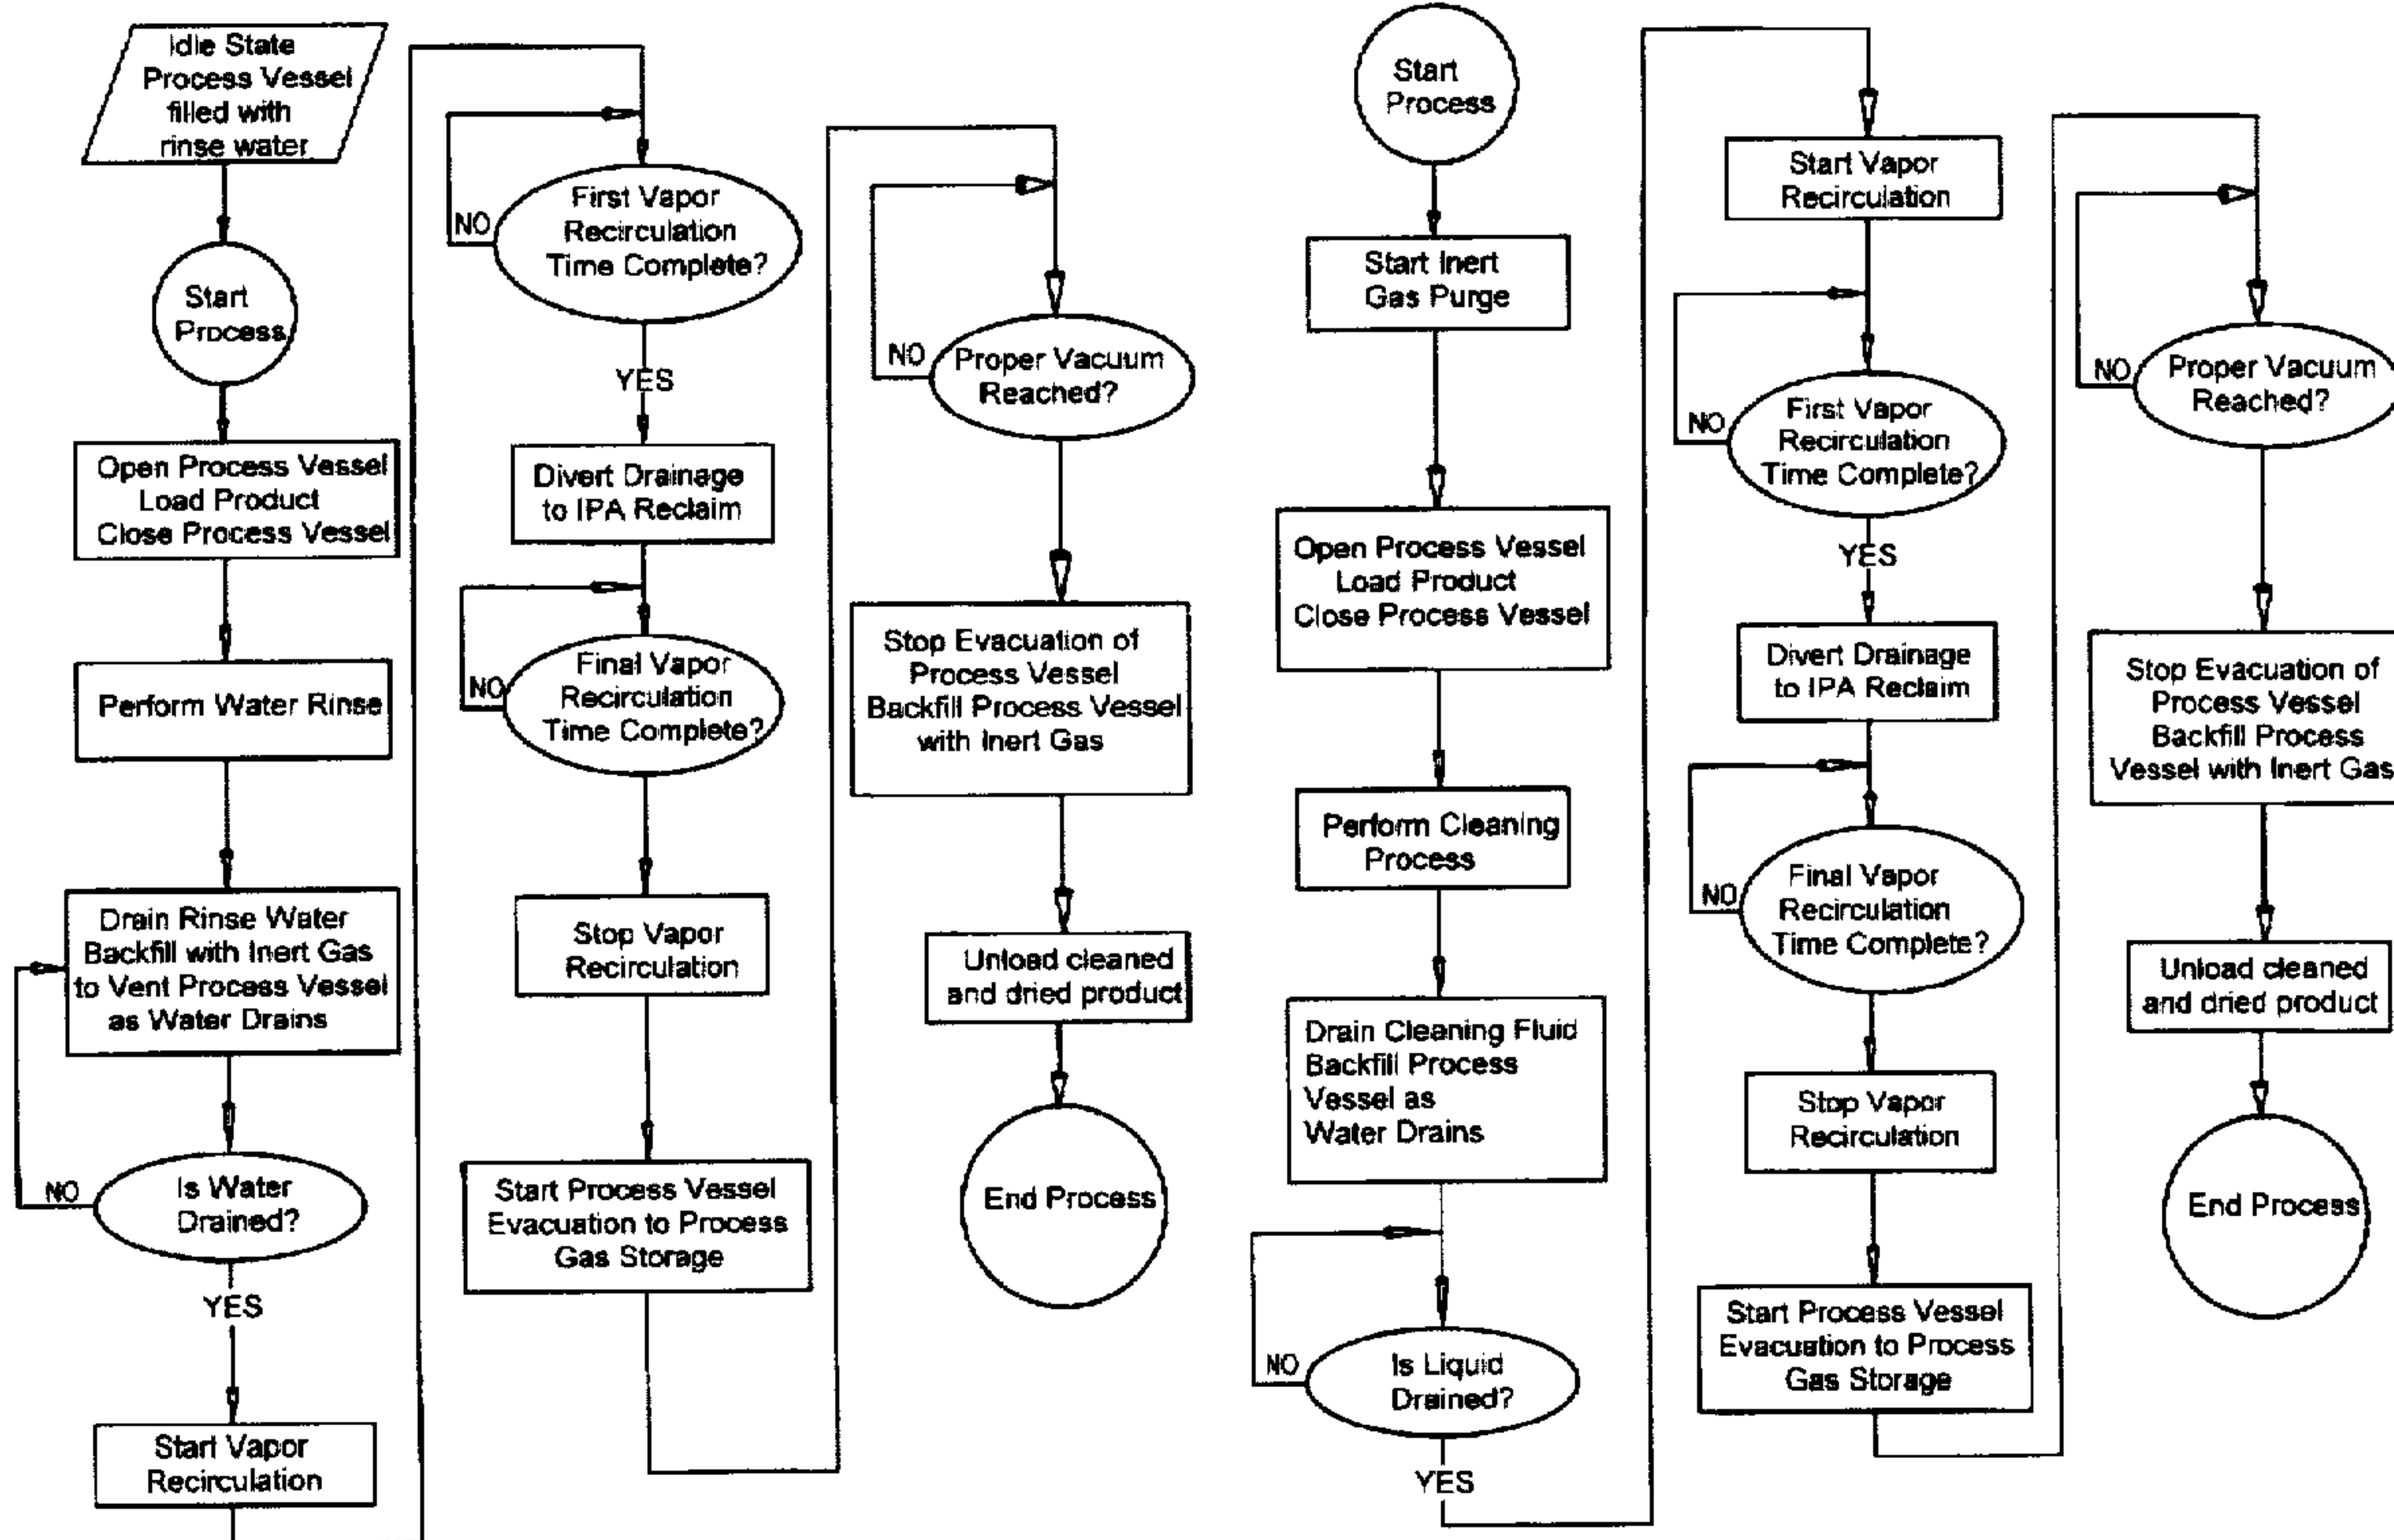 Idle State
Process Vessel
filled with
rinse water
Start
Process
Open Process Vessel
Load Product
Close Process Vessel
Perform Water Rinse
Drain Rinse Water
Backfill with Inert Gas
to Vent Process Vessel
as Water Drains
NO
Is Water
Drained?
YES
Start Vapor
Recirculation
NO
First Vapor
Recirculation
Time Complete?
YES
Divert Drainage
to IPA Reclaim
NO
Final Vapor
Recirculation
Time Complete?
Stop Vapor
Recirculation
Start Process Vessel
Evacuation to Process
Gas Storage
NO
Proper Vacuum
Reached?
Stop Evacuation of
Process Vessel
Backfill Process Vessel
with Inert Gas
Unload cleaned
and dried product
End Process
Start
Process
Start Inert
Gas Purge
Open Process Vessel
Load Product
Close Process Vessel
Perform Cleaning
Process
Drain Cleaning Fluid
Backfill Process
Vessel as
Water Drains
NO
Is Liquid
Drained?
YES
Start Vapor
Recirculation
NO
First Vapor
Recirculation
Time Complete?
YES
Divert Drainage
to IPA Reclaim
NO
Final Vapor
Recirculation
Time Complete?
Stop Vapor
Recirculation
Start Process Vessel
Evacuation to Process
Gas Storage
NO
Proper Vacuum
Reached?
Stop Evacuation of
Process Vessel
Backfill Process
Vessel with Inert Gas
Unload cleaned
and dried product
End Process